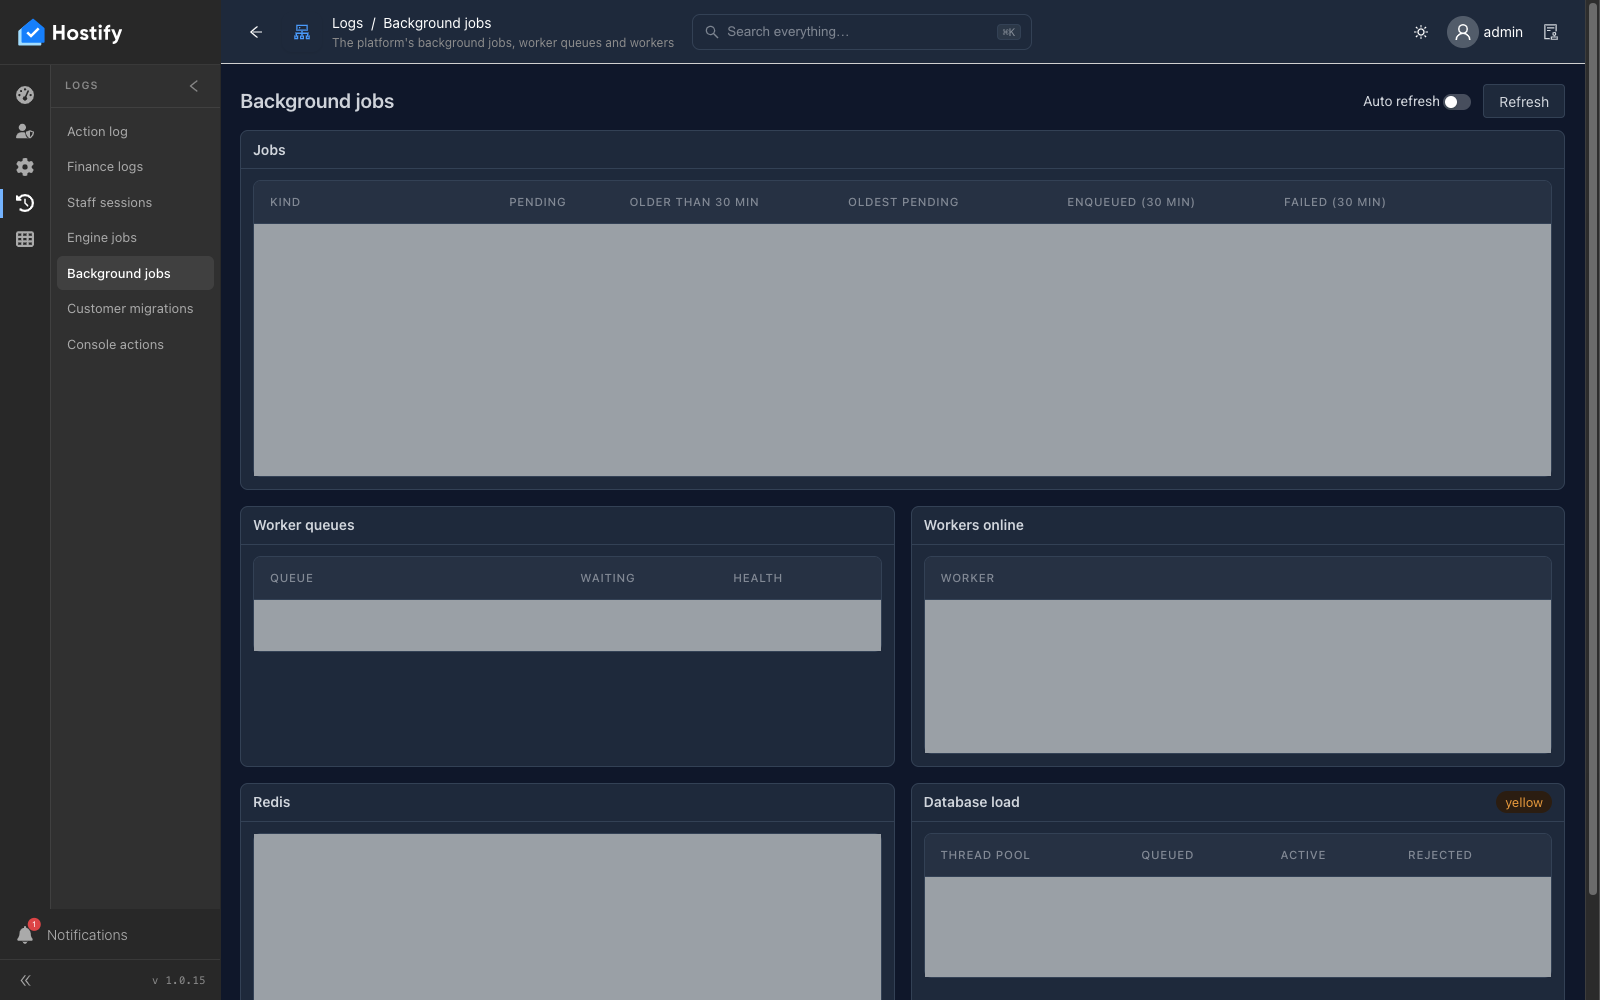 Hostify
Logs / Background jobs
The platform's background jobs, worker queues and workers
Search everything...
⌘K
admin
LOGS
Action log
Finance logs
Staff sessions
Engine jobs
Background jobs
Customer migrations
Console actions
1
Notifications
v 1.0.15
Background jobs
Auto refresh
Refresh
Jobs
KIND PENDING OLDER THAN 30 MIN OLDEST PENDING ENQUEUED (30 MIN) FAILED (30 MIN)
Worker queues
QUEUE WAITING HEALTH
Workers online
WORKER
Redis
Database load
yellow
THREAD POOL QUEUED ACTIVE REJECTED